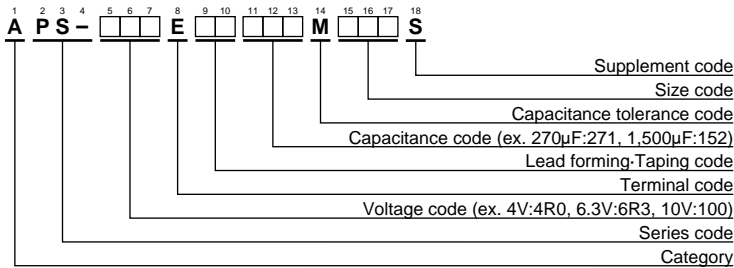 1 2 3 4 5 6 7 8 9 10 11 12 13 14 15 16 17 18
A PS– E M S
Supplement code
Size code
Capacitance tolerance code
Capacitance code (ex. 270µF:271, 1,500µF:152)
Lead forming·Taping code
Terminal code
Voltage code (ex. 4V:4R0, 6.3V:6R3, 10V:100)
Series code
Category